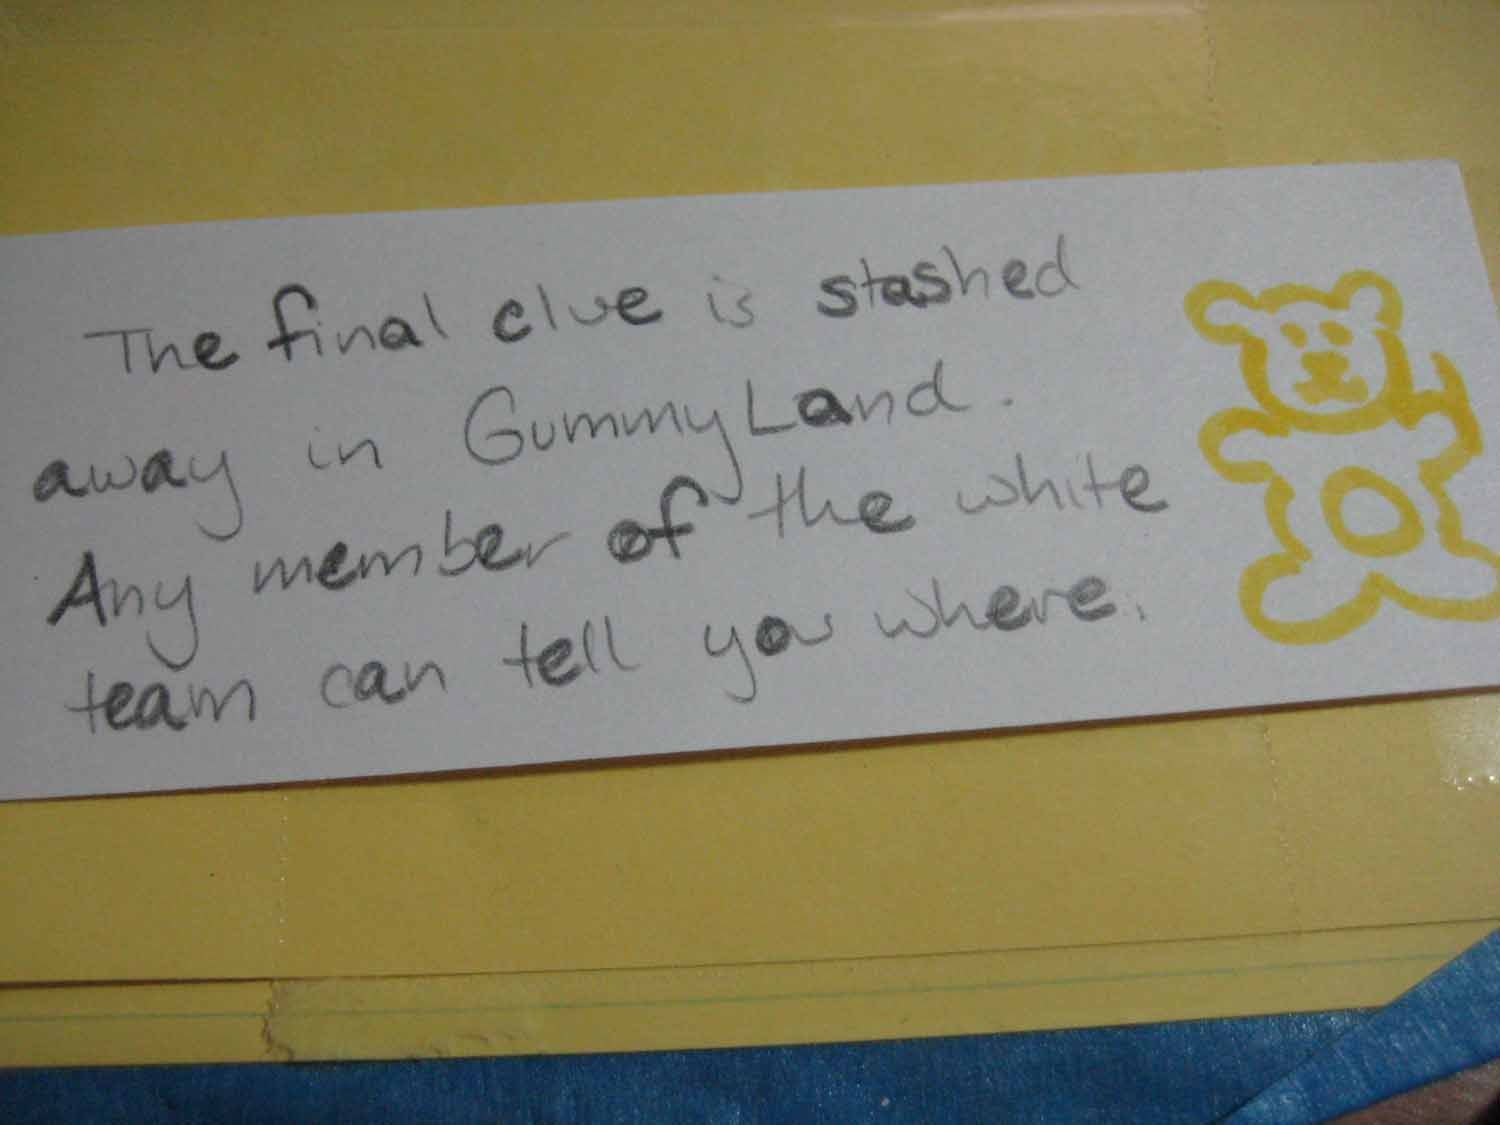 The final clue is stashed
away in GummyLand.
Any member of the white
team can tell you where.